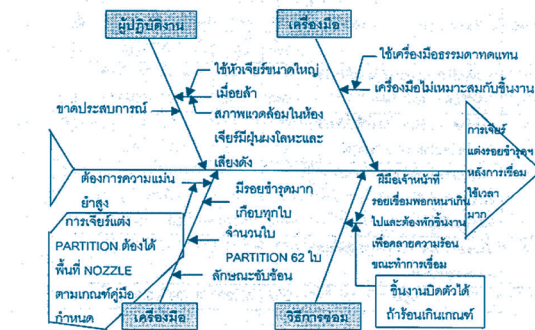 ผู้ปฏิบัติงาน
เครื่องมือ
ใช้หัวเจียร์ขนาดใหญ่
เมื่อยล้า
ขาดประสบการณ์
สภาพแวดล้อมในห้อง
เจียร์มีฝุ่นผงโลหะและ
เสียงดัง
ใช้เครื่องมือธรรมดาทดแทน
เครื่องมือไม่เหมาะสมกับชิ้นงาน
การเจียร์
แต่งรอยชำรุดฯ
หลังการเชื่อม
ใช้เวลา
มาก
ต้องการความแม่น
ยำสูง
การเจียร์แต่ง
PARTITION ต้องได้
พื้นที่ NOZZLE
ตามเกณฑ์คู่มือ
กำหนด
มีรอยชำรุดมาก
เกือบทุกใบ
จำนวนใบ
PARTITION 62 ใบ
ลักษณะซับซ้อน
เครื่องมือ
ฝีมือเจ้าหน้าที่
รอยเชื่อมพอกหนาเกิน
ไปและต้องพักชิ้นงาน
เพื่อคลายความร้อน
ขณะทำการเชื่อม
ชิ้นงานบิดตัวได้
ถ้าร้อนเกินเกณฑ์
วิธีการซ่อม